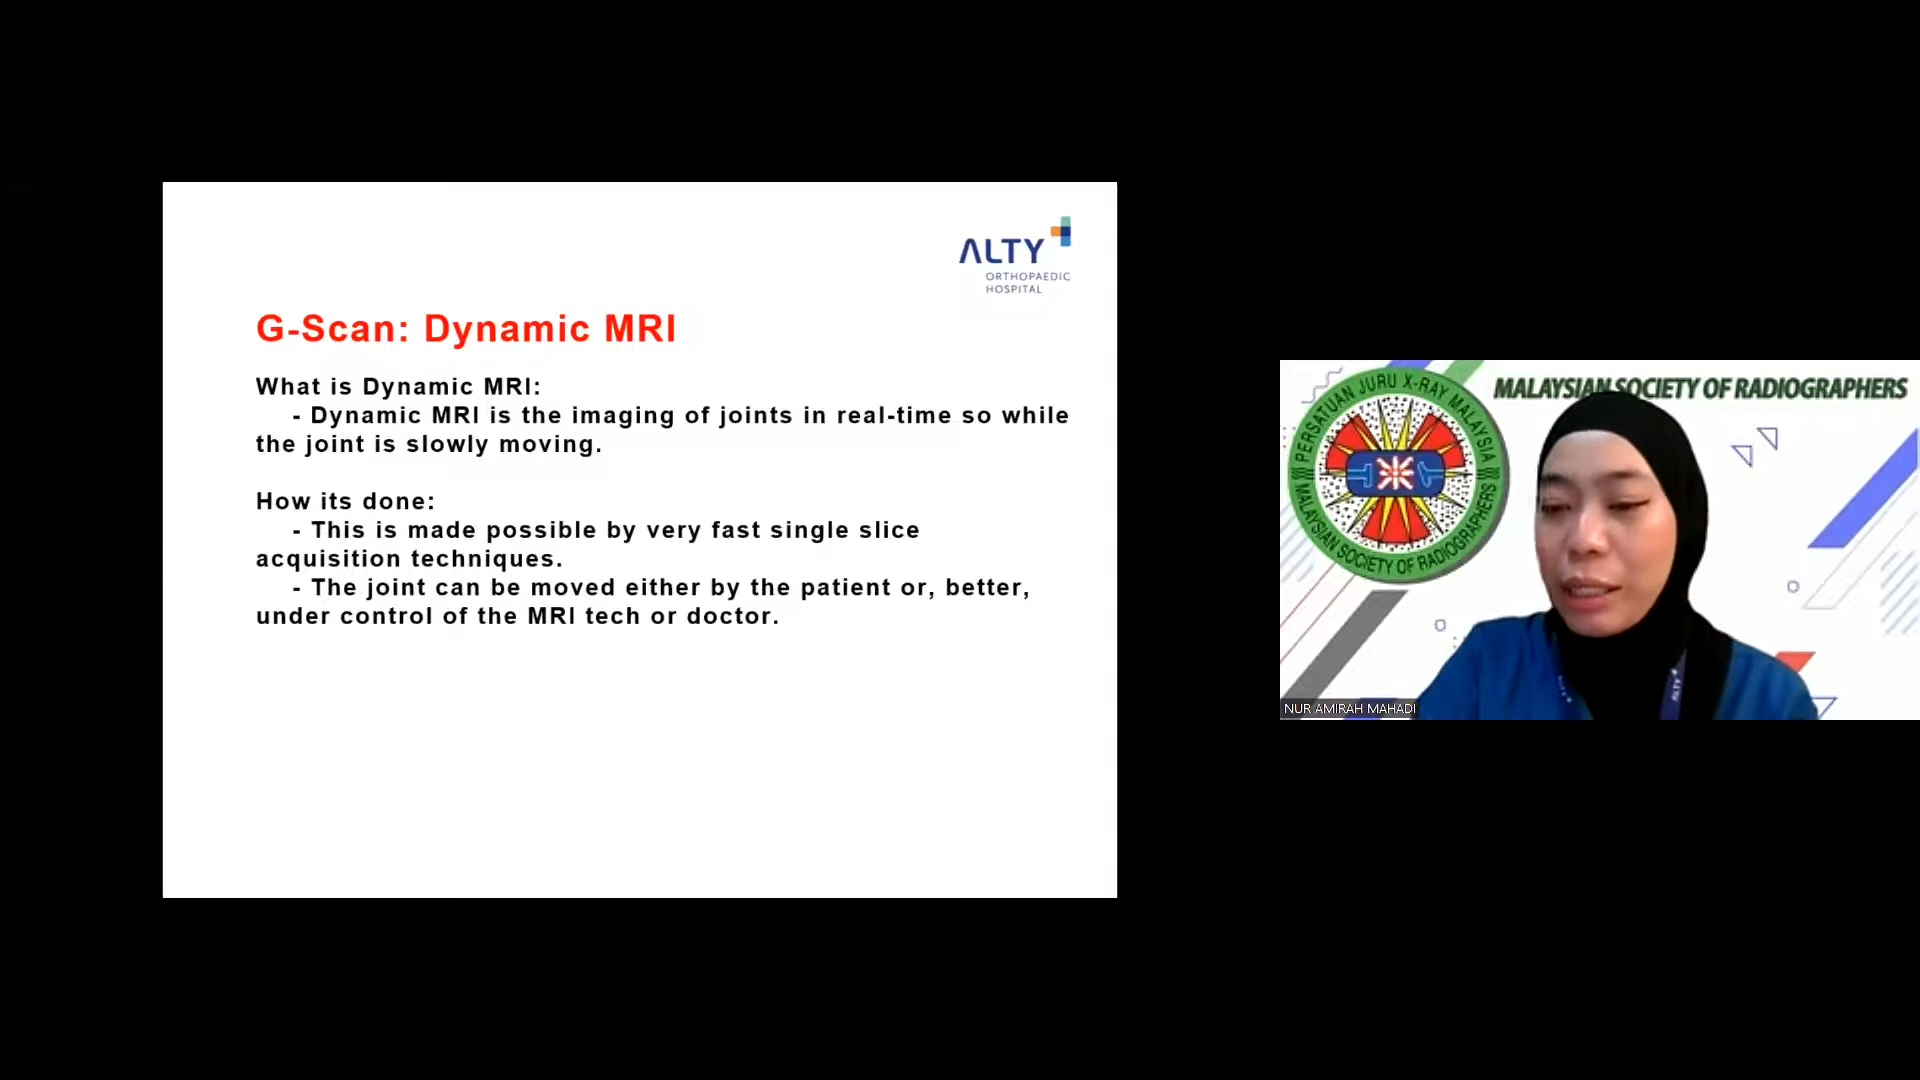 ALTY
ORTHOPAEDIC
HOSPITAL
G-Scan: Dynamic MRI
What is Dynamic MRI:
- Dynamic MRI is the imaging of joints in real-time so while
the joint is slowly moving.
How its done:
- This is made possible by very fast single slice
acquisition techniques.
- The joint can be moved either by the patient or, better,
under control of the MRI tech or doctor.
MALAYSIAN SOCIETY OF RADIOGRAPHERS
PERSATUAN JURU X-RAY MALAYSIA
MALAYSIAN SOCIETY OF RADIOGRAPHERS
ALTY
NUR AMIRAH MAHADI